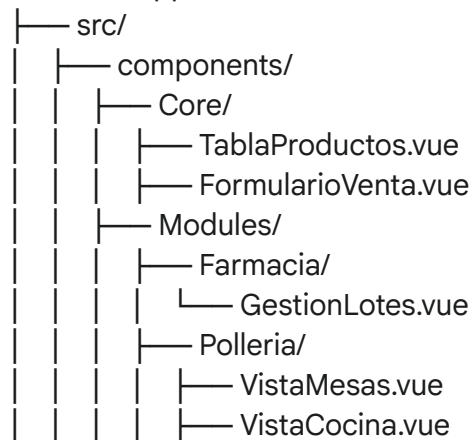 ├── src/
│ ├── components/
│ │ ├── Core/
│ │ │ ├── TablaProductos.vue
│ │ │ ├── FormularioVenta.vue
│ │ ├── Modules/
│ │ │ ├── Farmacia/
│ │ │ │ └── GestionLotes.vue
│ │ │ ├── Polleria/
│ │ │ │ ├── VistaMesas.vue
│ │ │ │ ├── VistaCocina.vue